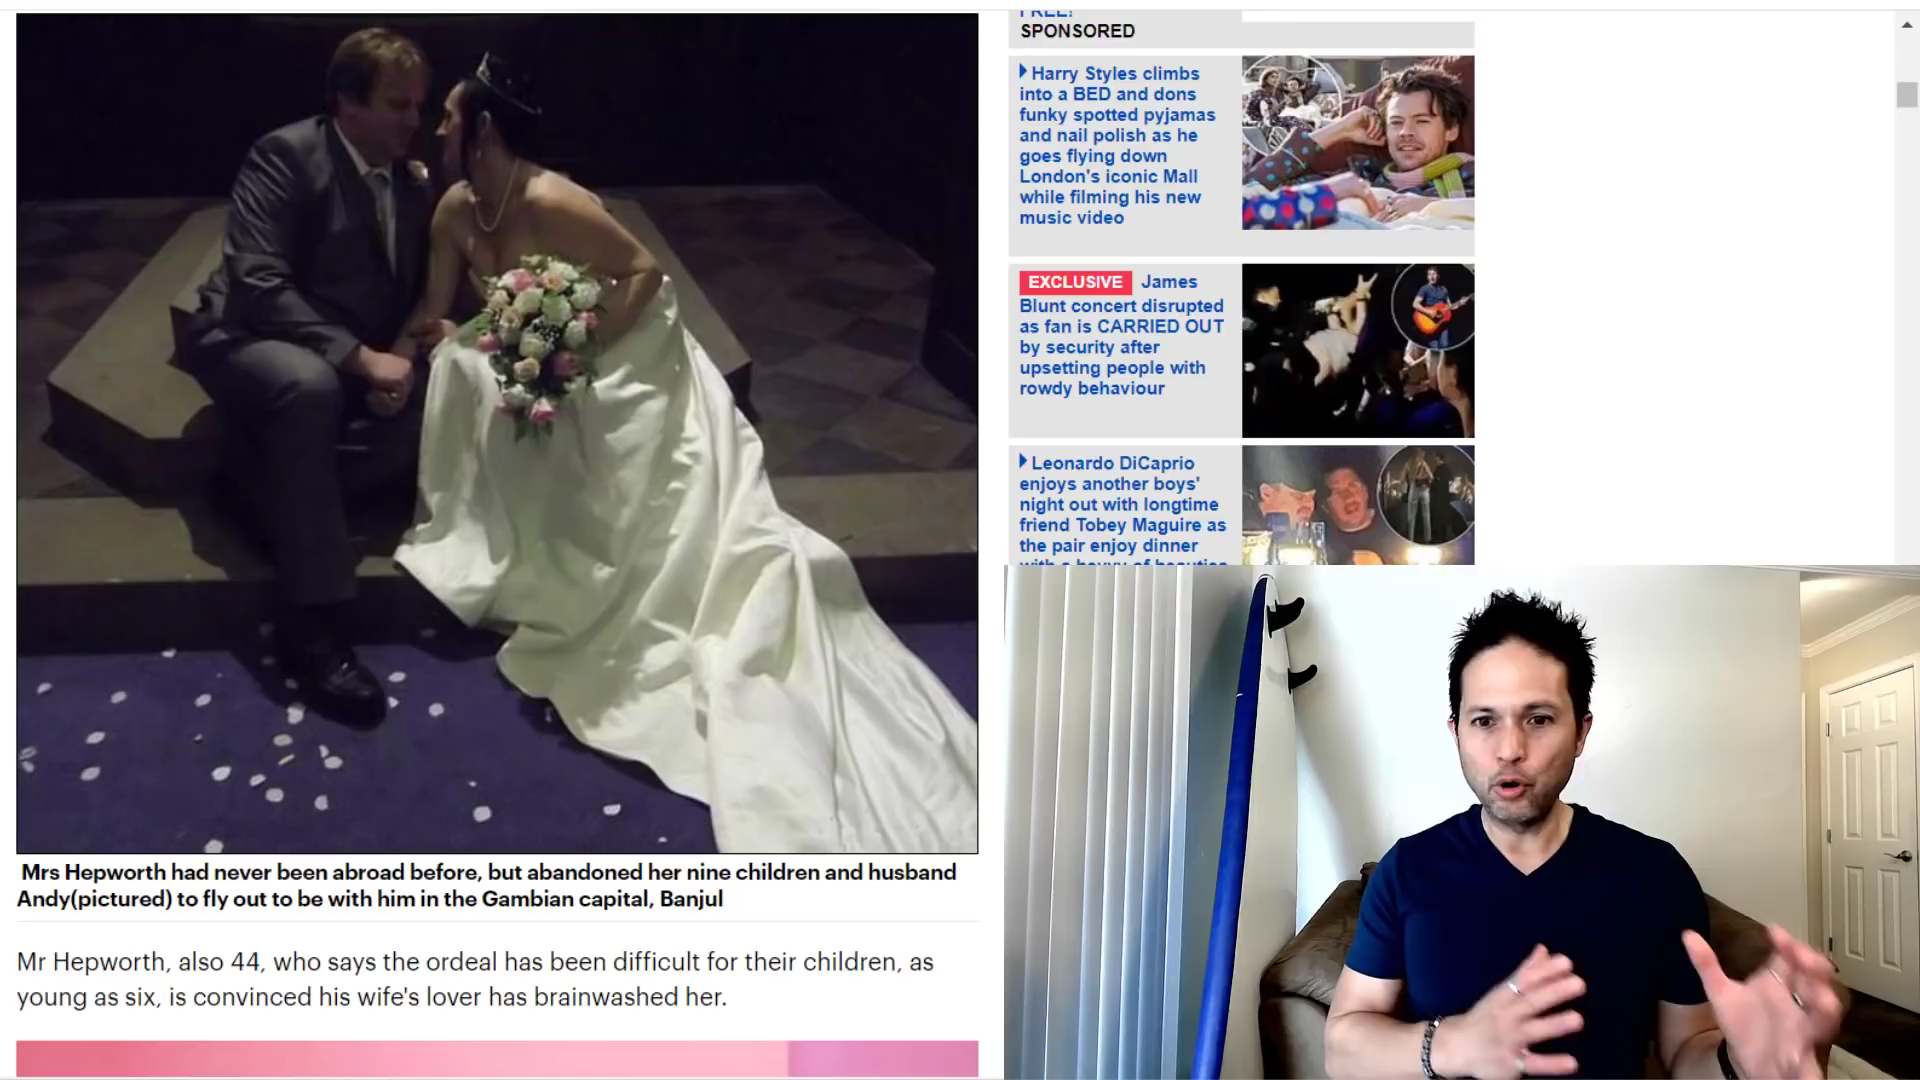 Mrs Hepworth had never been abroad before, but abandoned her nine children and husband
Andy(pictured) to fly out to be with him in the Gambian capital, Banjul
Mr Hepworth, also 44, who says the ordeal has been difficult for their children, as
young as six, is convinced his wife's lover has brainwashed her.
FREE!
SPONSORED
Harry Styles climbs
into a BED and dons
funky spotted pyjamas
and nail polish as he
goes flying down
London's iconic Mall
while filming his new
music video
EXCLUSIVE James
Blunt concert disrupted
as fan is CARRIED OUT
by security after
upsetting people with
rowdy behaviour
Leonardo DiCaprio
enjoys another boys'
night out with longtime
friend Tobey Maguire as
the pair enjoy dinner
with a bevvy of beauties